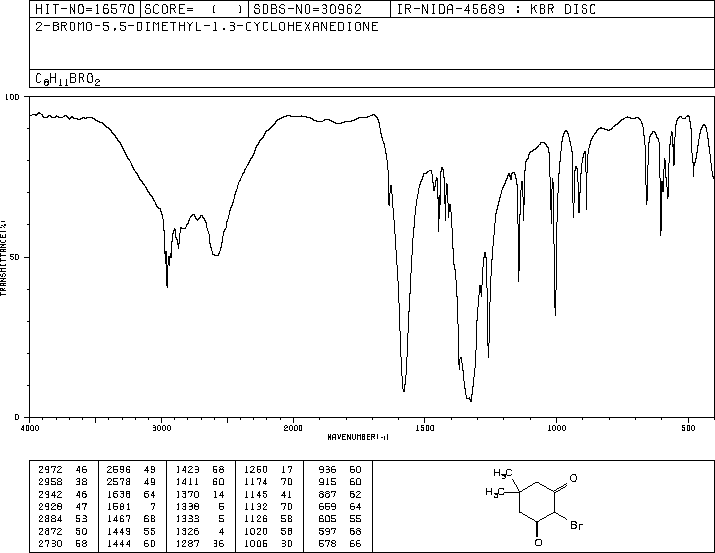 HIT-NO=16570 SCORE= ( ) SDBS-NO=30962 IR-NIDA-45689 : KBR DISC
2-BROMO-5,5-DIMETHYL-1,3-CYCLOHEXANEDIONE
C8H11BRO2
100
50
0
TRANSMITTANCE(%)
4000 3000 2000 1500 1000 500
WAVENUMBER(-1)
2972 46 2596 49 1423 58 1260 17 936 60
2958 38 2578 49 1411 60 1174 70 915 60
2942 46 1638 64 1370 14 1145 41 887 62
2928 47 1581 7 1338 5 1132 70 659 64
2884 53 1467 68 1333 5 1126 58 605 55
2872 50 1449 55 1326 4 1020 58 597 58
2730 58 1444 60 1287 36 1006 30 578 66
H3C
H3C
O
Br
O